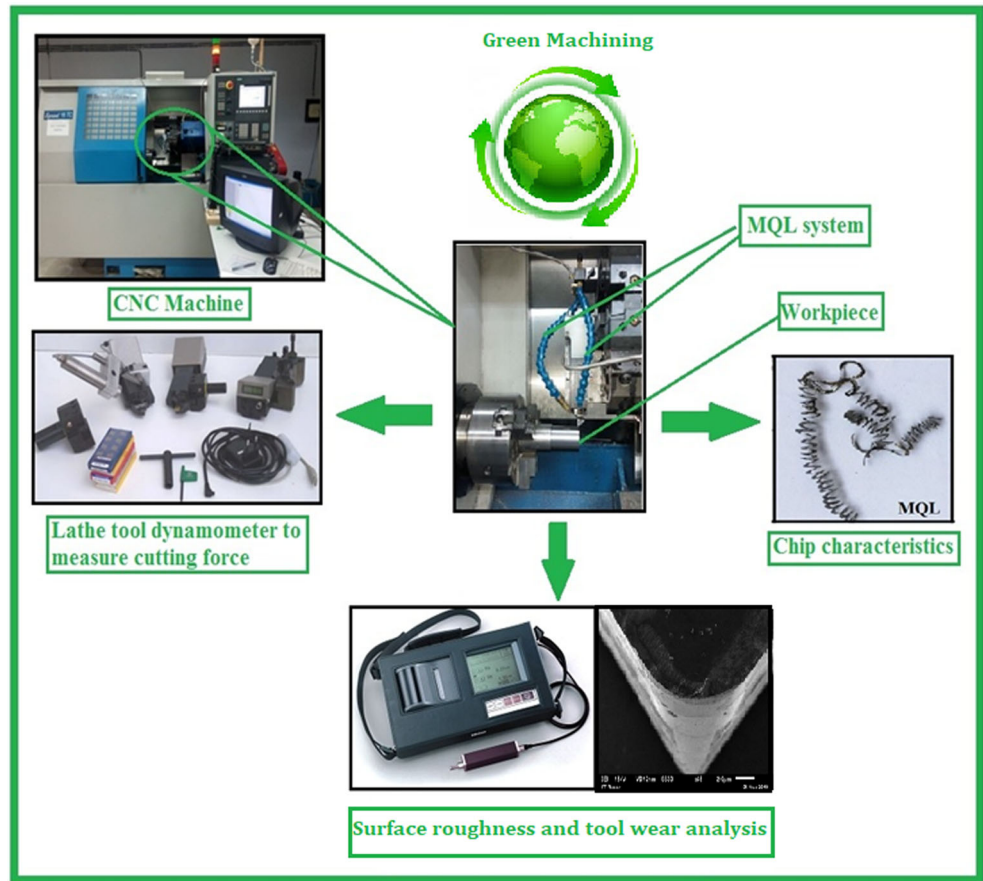 Green Machining
MQL system
CNC Machine
Workpiece
MQL
Lathe tool dynamometer to
measure cutting force
Chip characteristics
Surface roughness and tool wear analysis